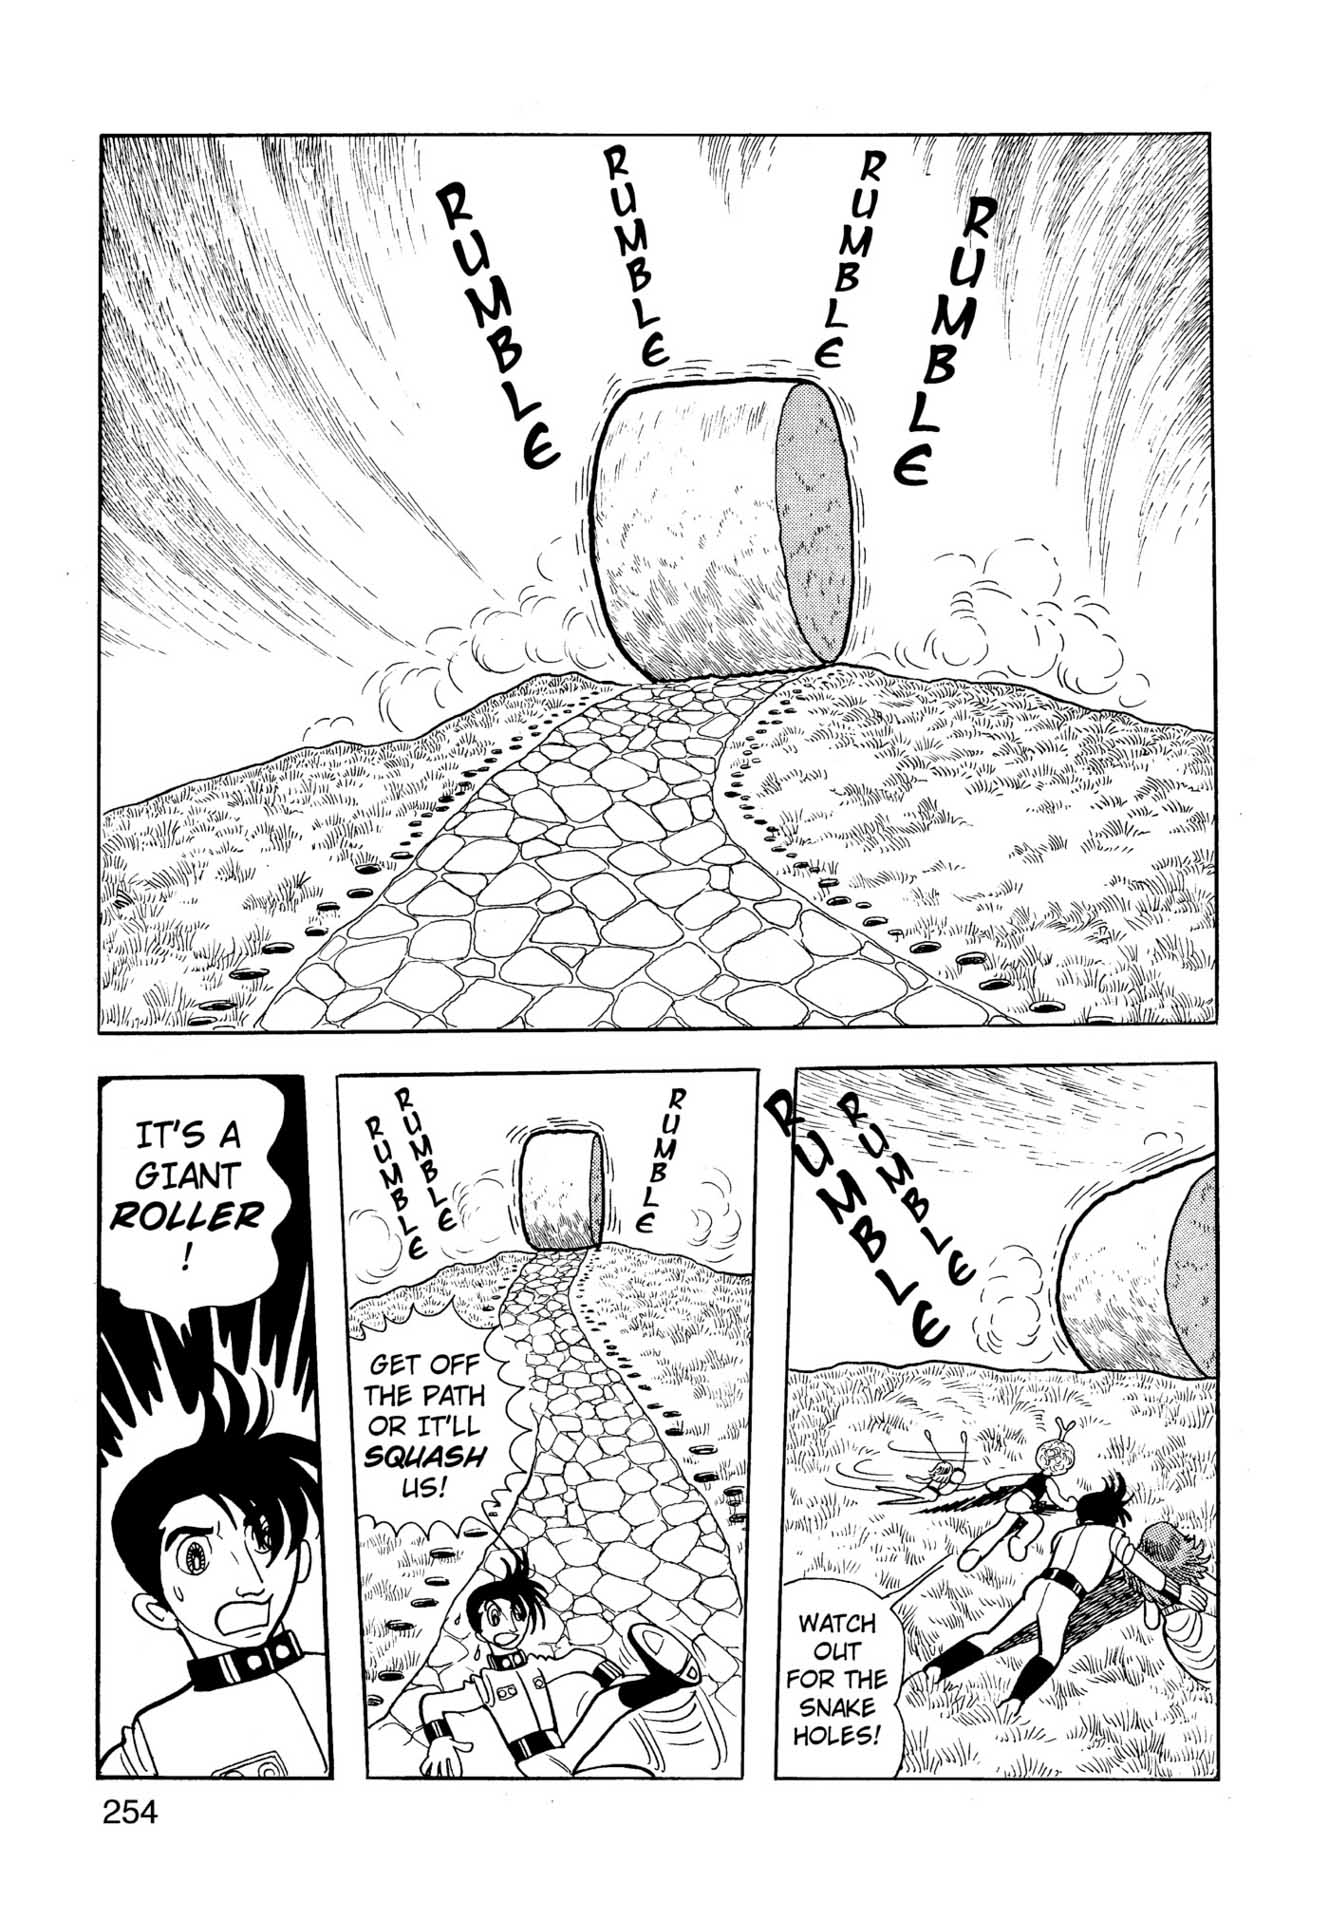 RUMBLE
RUMBLE
RUMBLE
RUMBLE
IT'S A
GIANT
ROLLER
!
RUMBLE
RUMBLE
RUMBLE
GET OFF
THE PATH
OR IT'LL
SQUASH
US!
RUMBLE
RUMBLE
WATCH
OUT
FOR THE
SNAKE
HOLES!
254